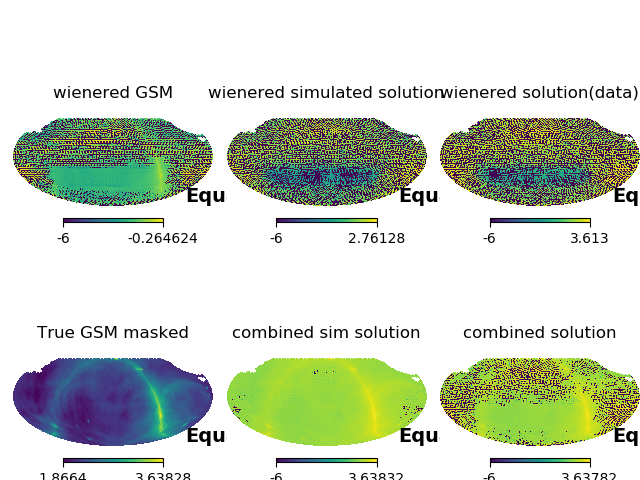 wienered GSM
wienered simulated solution
wienered solution(data)
Equ
Equ
Eq
-6
-0.264624
-6
2.76128
-6
3.613
True GSM masked
combined sim solution
combined solution
Equ
Equ
Eq
1.8664
3.63828
-6
3.63832
-6
3.63782